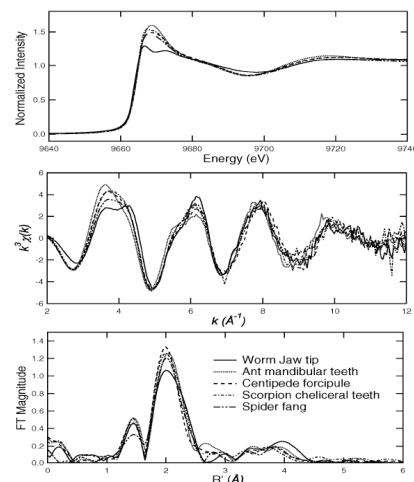 Normalized Intensity
1.5
1.0
0.5
0.0
9640 9660 9680 9700 9720 9740
Energy (eV)
k³χ(k)
6
4
2
0
-2
-4
-6
2 4 6 8 10 12
k (Å⁻¹)
FT Magnitude
1.4
1.2
1.0
0.8
0.6
0.4
0.2
0.0
Worm Jaw tip
Ant mandibular teeth
Centipede forcipule
Scorpion cheliceral teeth
Spider fang
0 1 2 3 4 5 6
R' (Å)